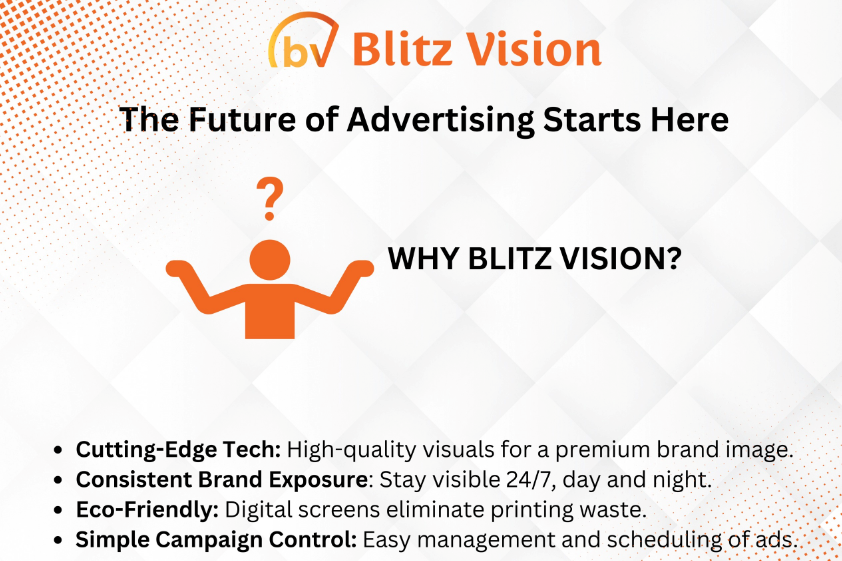 bv Blitz Vision
The Future of Advertising Starts Here
?
WHY BLITZ VISION?
• Cutting-Edge Tech: High-quality visuals for a premium brand image.
• Consistent Brand Exposure: Stay visible 24/7, day and night.
• Eco-Friendly: Digital screens eliminate printing waste.
• Simple Campaign Control: Easy management and scheduling of ads.